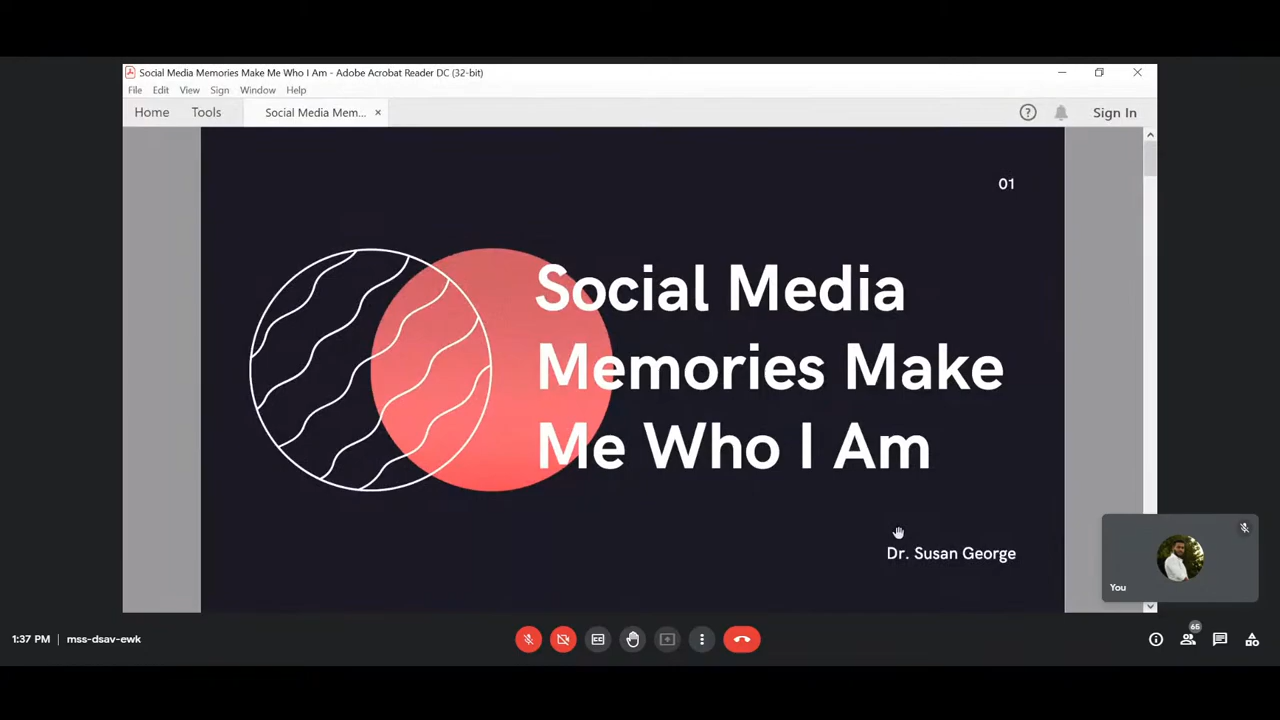 Social Media Memories Make Me Who I Am - Adobe Acrobat Reader DC (32-bit)
File Edit View Sign Window Help
Home Tools Social Media Mem... × Sign In
01
Social Media
Memories Make
Me Who I Am
Dr. Susan George
You
1:37 PM | mss-dsav-ewk
65